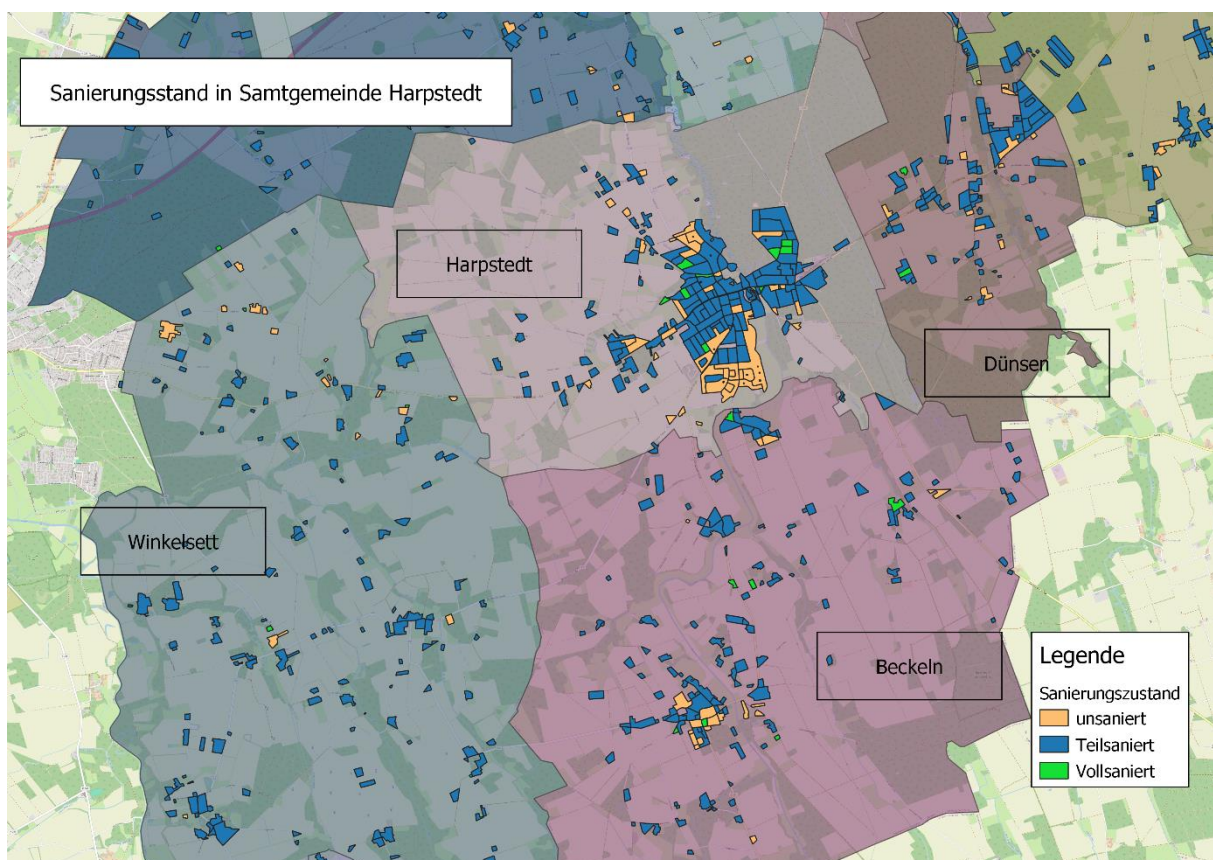 Sanierungsstand in Samtgemeinde Harpstedt
Harpstedt
Dünsen
Winkelsett
Beckeln
Legende
Sanierungszustand
unsaniert
Teilsaniert
Vollsaniert